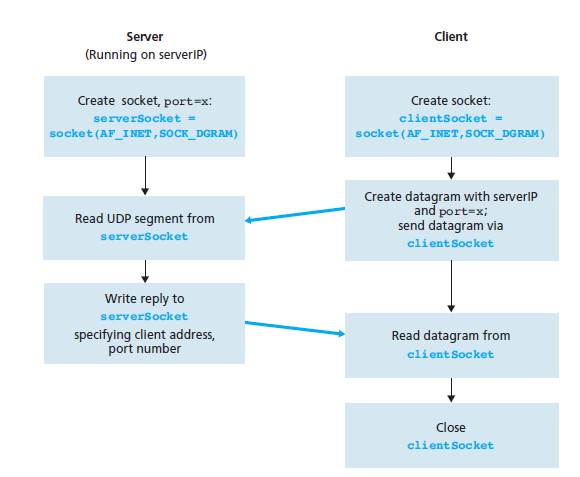 Server
(Running on serverIP)
Create socket, port=x:
serverSocket =
socket(AF_INET,SOCK_DGRAM)
Read UDP segment from
serverSocket
Write reply to
serverSocket
specifying client address,
port number
Client
Create socket:
clientSocket =
socket(AF_INET,SOCK_DGRAM)
Create datagram with serverIP
and port=x;
send datagram via
clientSocket
Read datagram from
clientSocket
Close
clientSocket